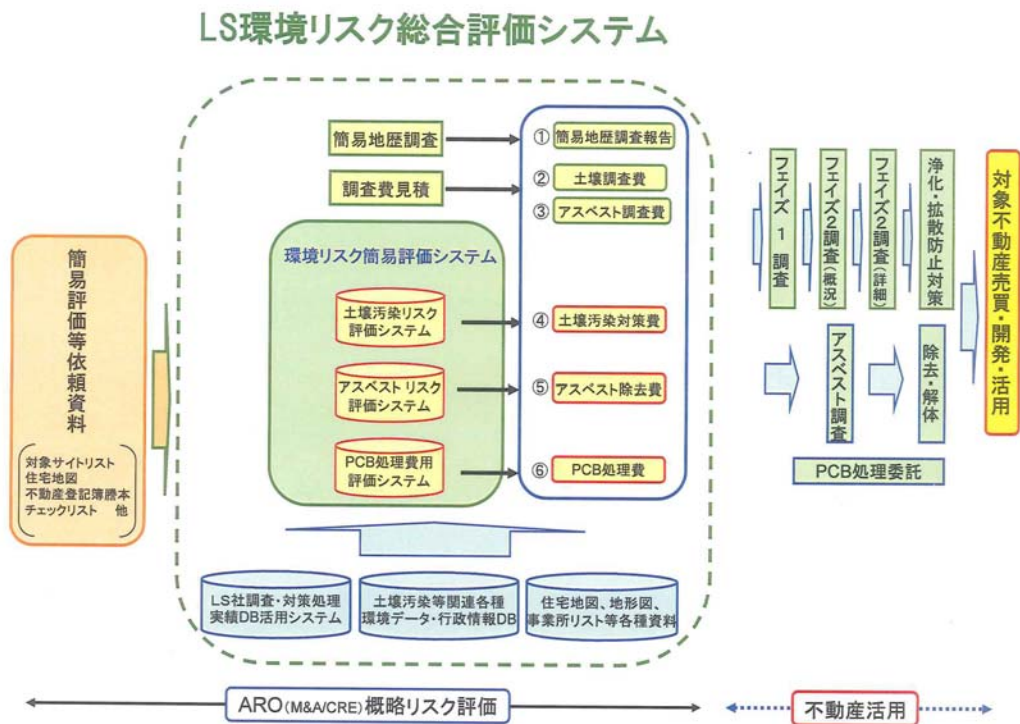 LS環境リスク総合評価システム
簡易評価等依頼資料
対象サイトリスト
住宅地図
不動産登記簿謄本
チェックリスト 他
簡易地歴調査
調査費見積
環境リスク簡易評価システム
土壌汚染リスク
評価システム
アスベストリスク
評価システム
PCB処理費用
評価システム
① 簡易地歴調査報告
② 土壌調査費
③ アスベスト調査費
④ 土壌汚染対策費
⑤ アスベスト除去費
⑥ PCB処理費
LS社調査・対策処理
実績DB活用システム
土壌汚染等関連各種
環境データ・行政情報DB
住宅地図、地形図、
事業所リスト等各種資料
フェイズ1調査
フェイズ2調査(概況)
フェイズ2調査(詳細)
浄化・拡散防止対策
アスベスト調査
除去・解体
PCB処理委託
対象不動産売買・開発・活用
ARO(M&A/CRE)概略リスク評価
不動産活用